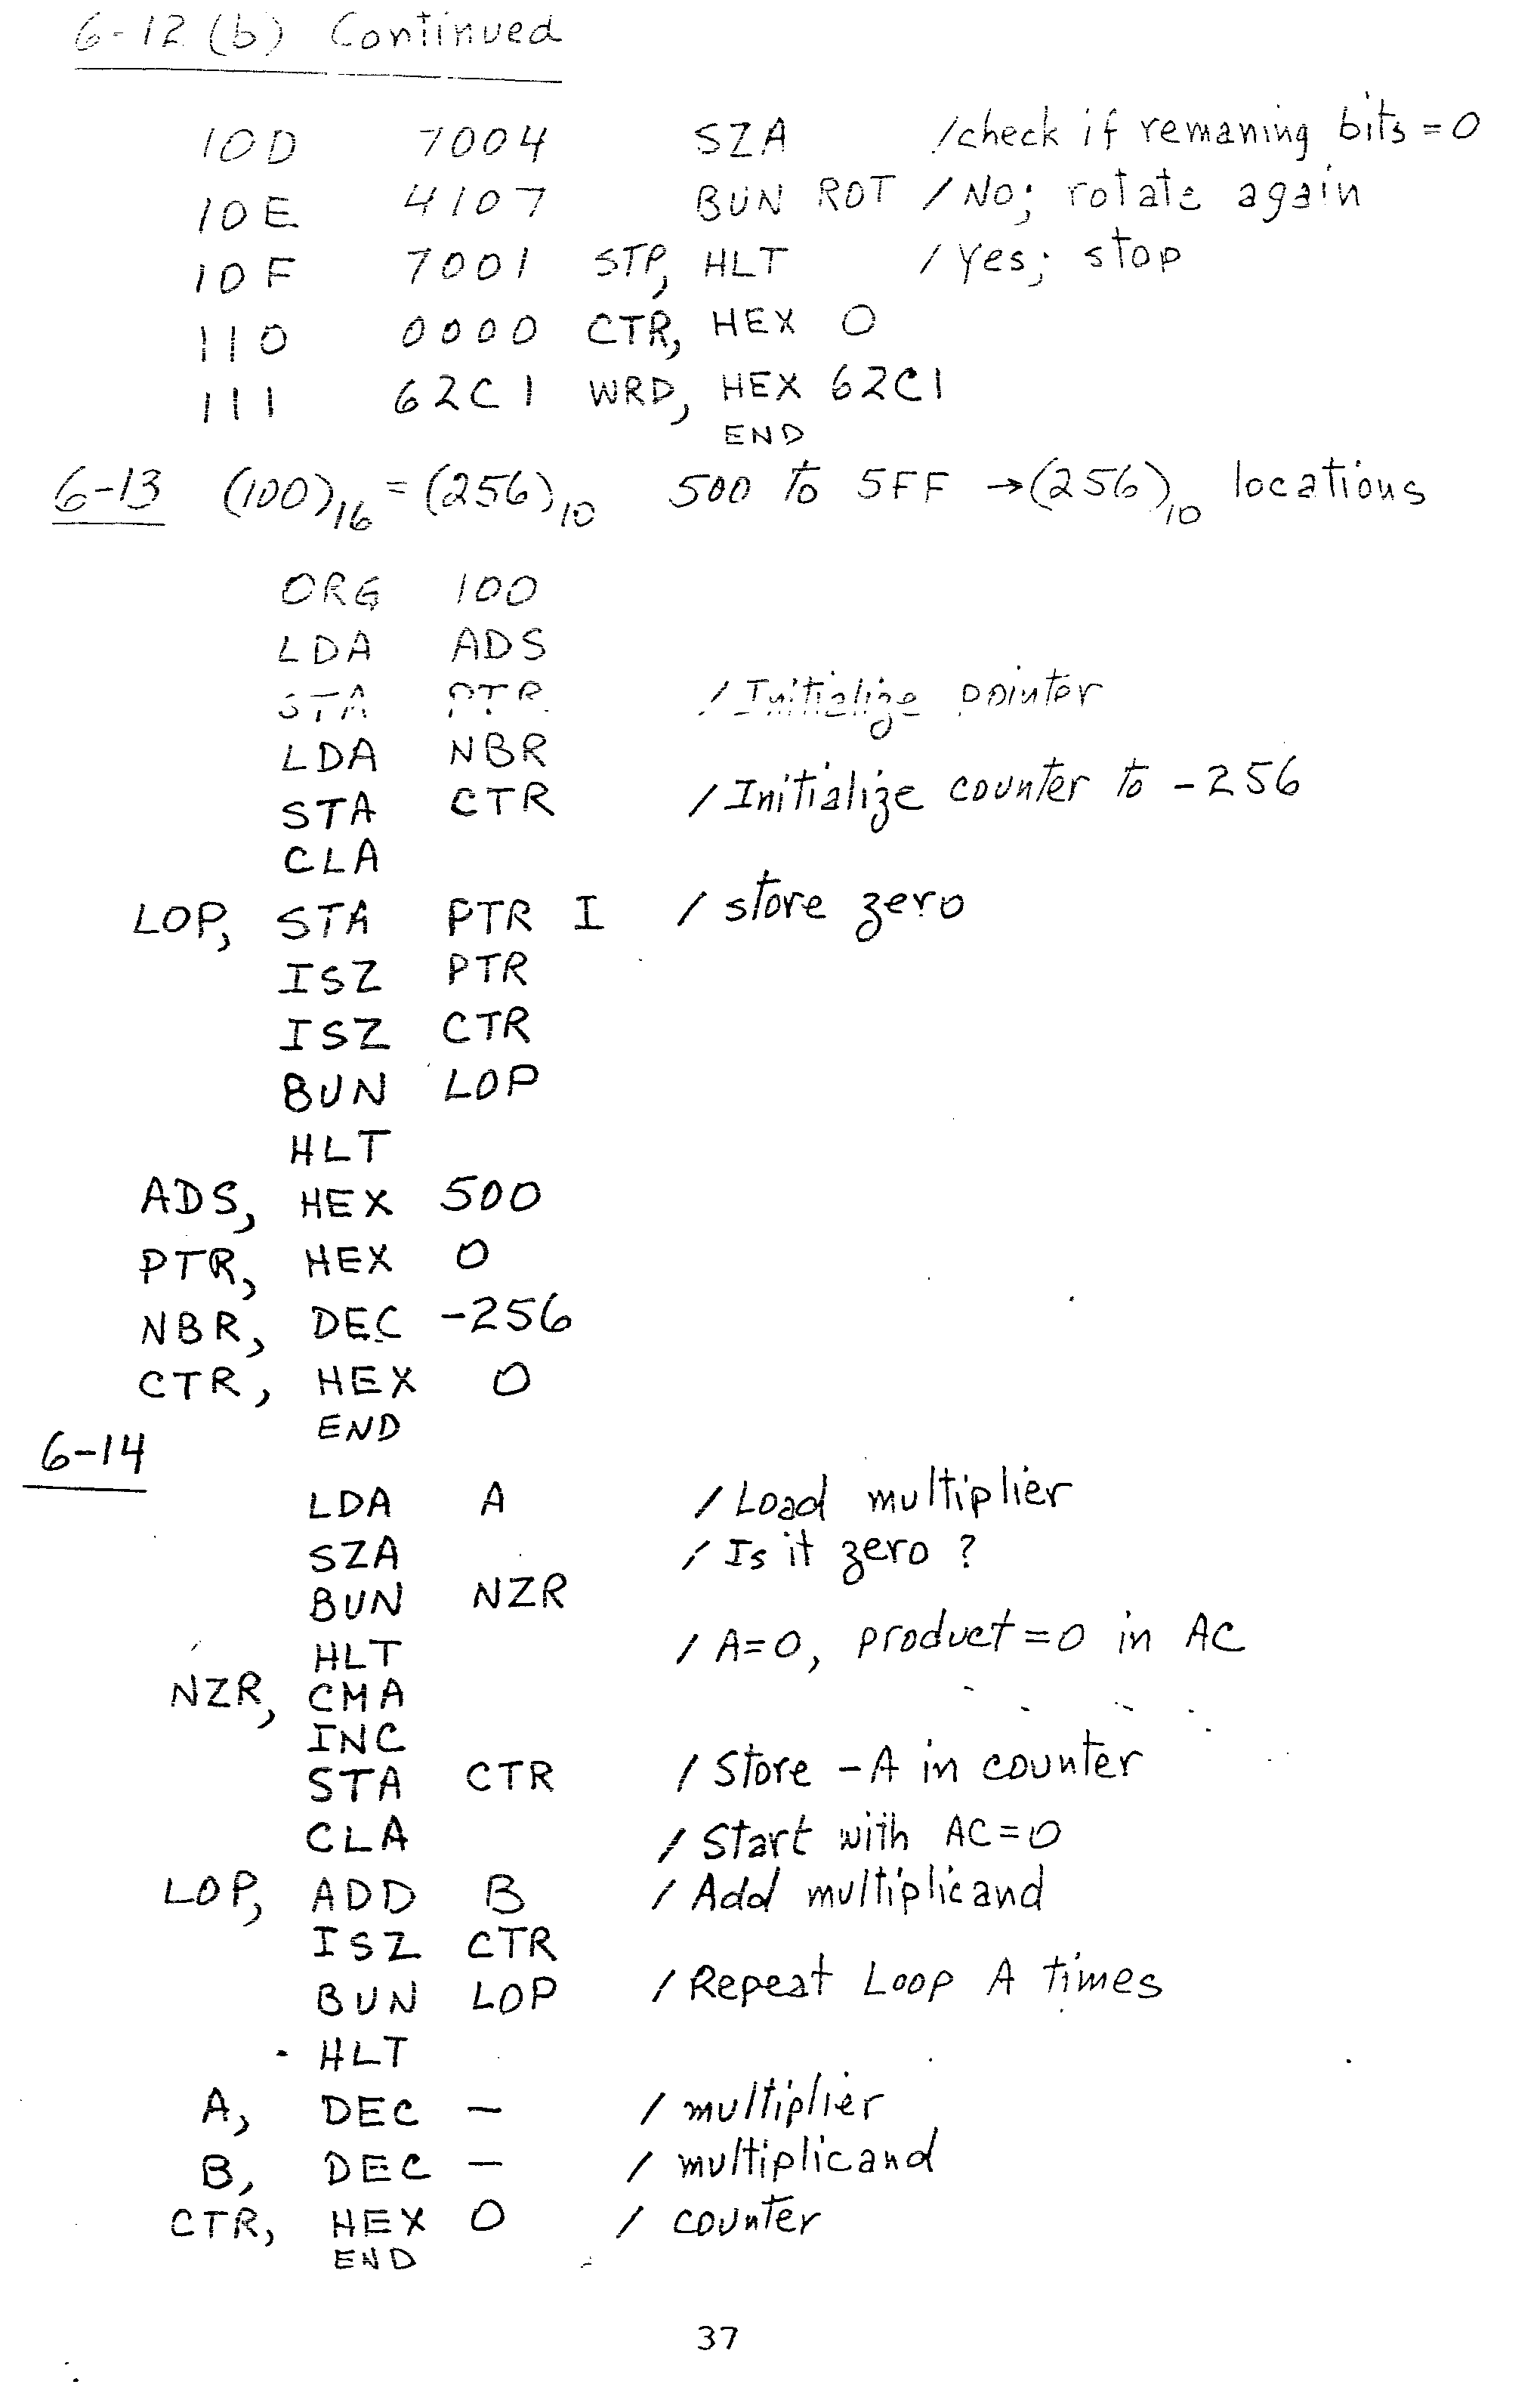 6-12 (b) Continued
10D 7004 SZA /check if remaning bits = 0
10E 4107 BUN ROT / No; rotate again
10F 7001 STP, HLT / Yes; stop
110 0000 CTR, HEX 0
111 62C1 WRD, HEX 62C1
END
6-13 (100)16 = (256)10 500 to 5FF → (256)10 locations
ORG 100
LDA ADS
STA PTR / Initialize pointer
LDA NBR
STA CTR / Initialize counter to -256
CLA
LOP, STA PTR I / store zero
ISZ PTR
ISZ CTR
BUN LOP
HLT
ADS, HEX 500
PTR, HEX 0
NBR, DEC -256
CTR, HEX 0
END
6-14
LDA A / Load multiplier
SZA / Is it zero ?
BUN NZR
HLT / A=0, product=0 in AC
NZR, CMA
INC
STA CTR / Store -A in counter
CLA / Start with AC=0
LOP, ADD B / Add multiplicand
ISZ CTR
BUN LOP / Repeat Loop A times
HLT
A, DEC - / multiplier
B, DEC - / multiplicand
CTR, HEX 0 / counter
END
37